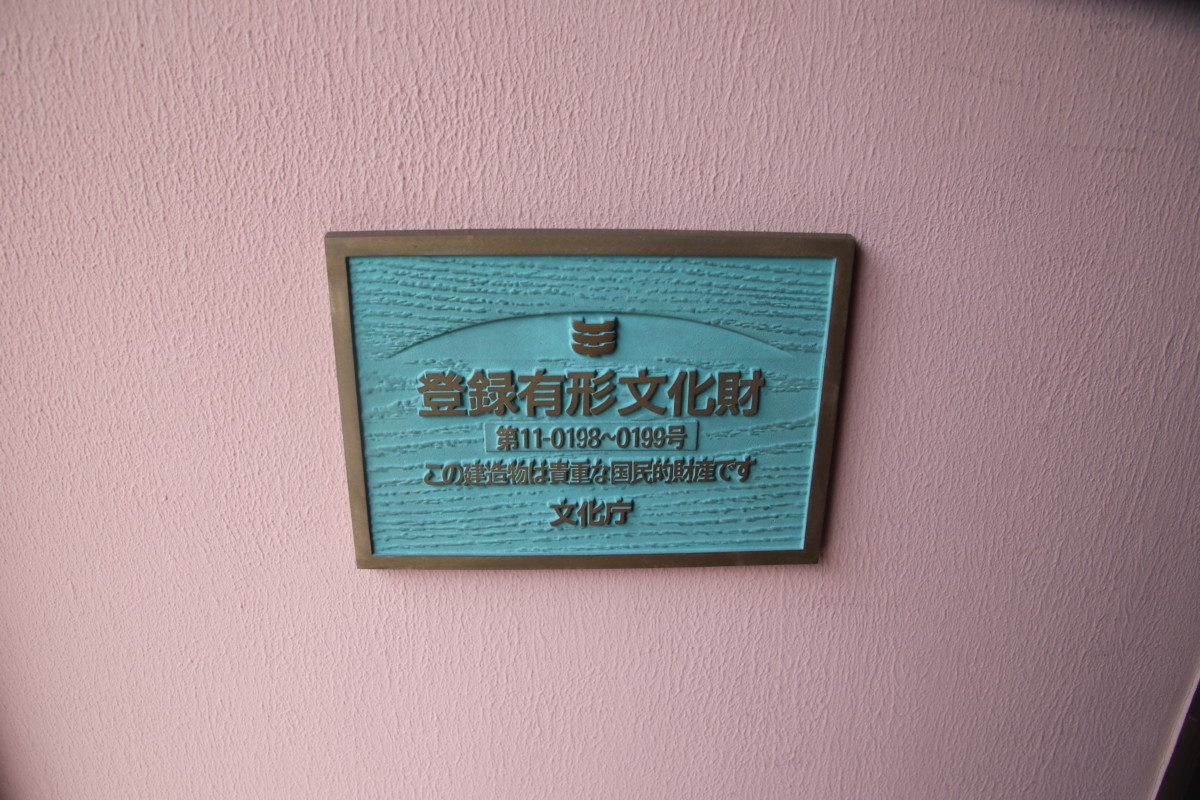 登録有形文化財
第11-0198~0199号
この建造物は貴重な国民的財産です
文化庁